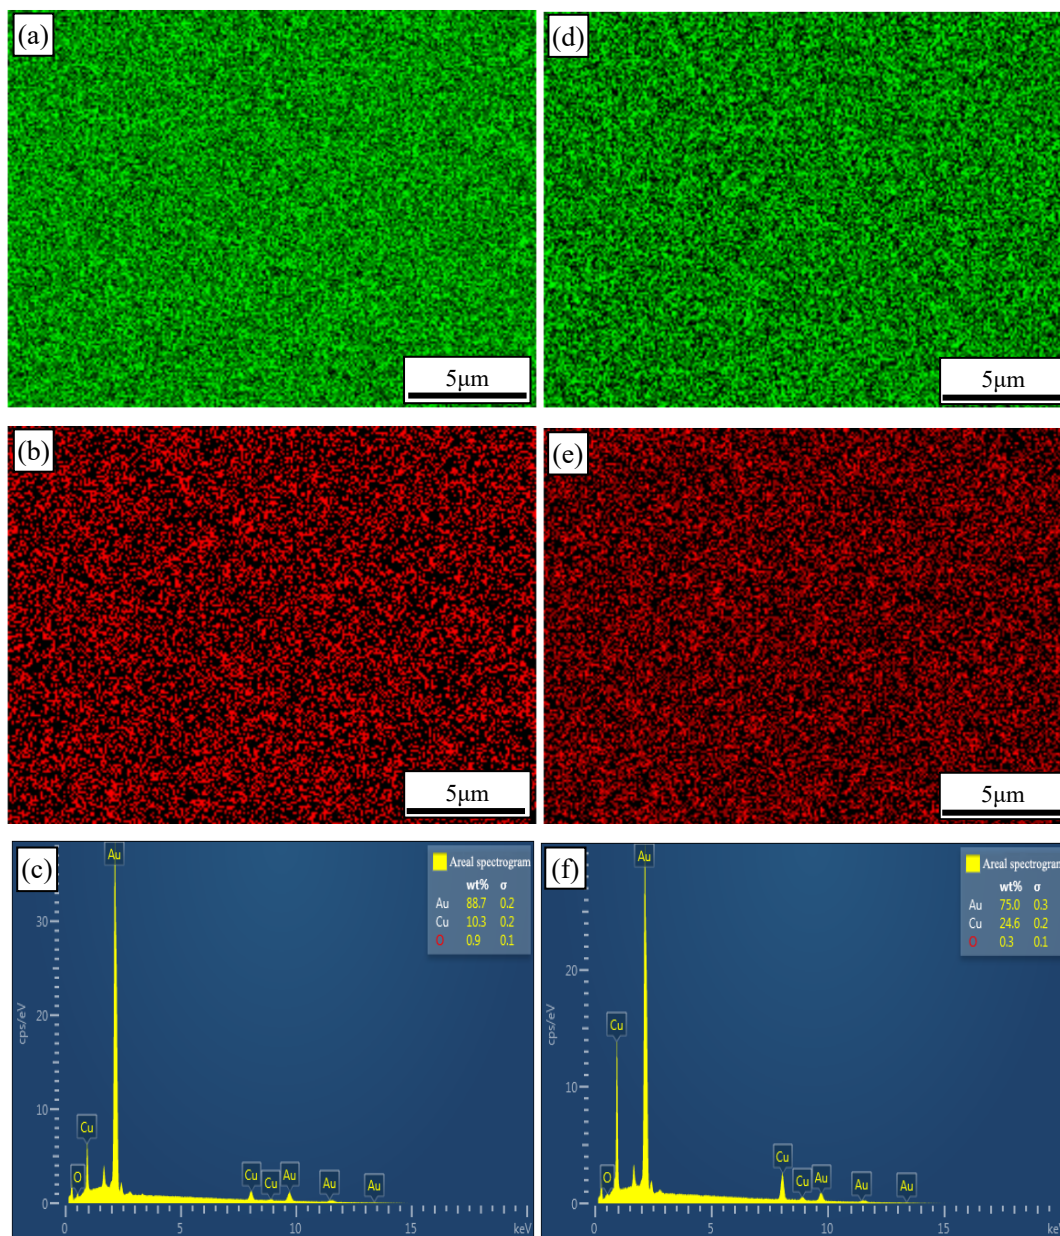 (a)
5μm
(d)
5μm
(b)
5μm
(e)
5μm
(c)
Areal spectrogram
wt% σ
Au 88.7 0.2
Cu 10.3 0.2
O 0.9 0.1
Au
30
20
cps/eV
10
Cu
O
Cu
Cu
Au
Au
Au
0
0
5
10
15
keV
(f)
Areal spectrogram
wt% σ
Au 75.0 0.3
Cu 24.6 0.2
O 0.3 0.1
Au
20
Cu
cps/eV
10
Cu
O
Cu
Au
Au
Au
0
0
5
10
15
keV